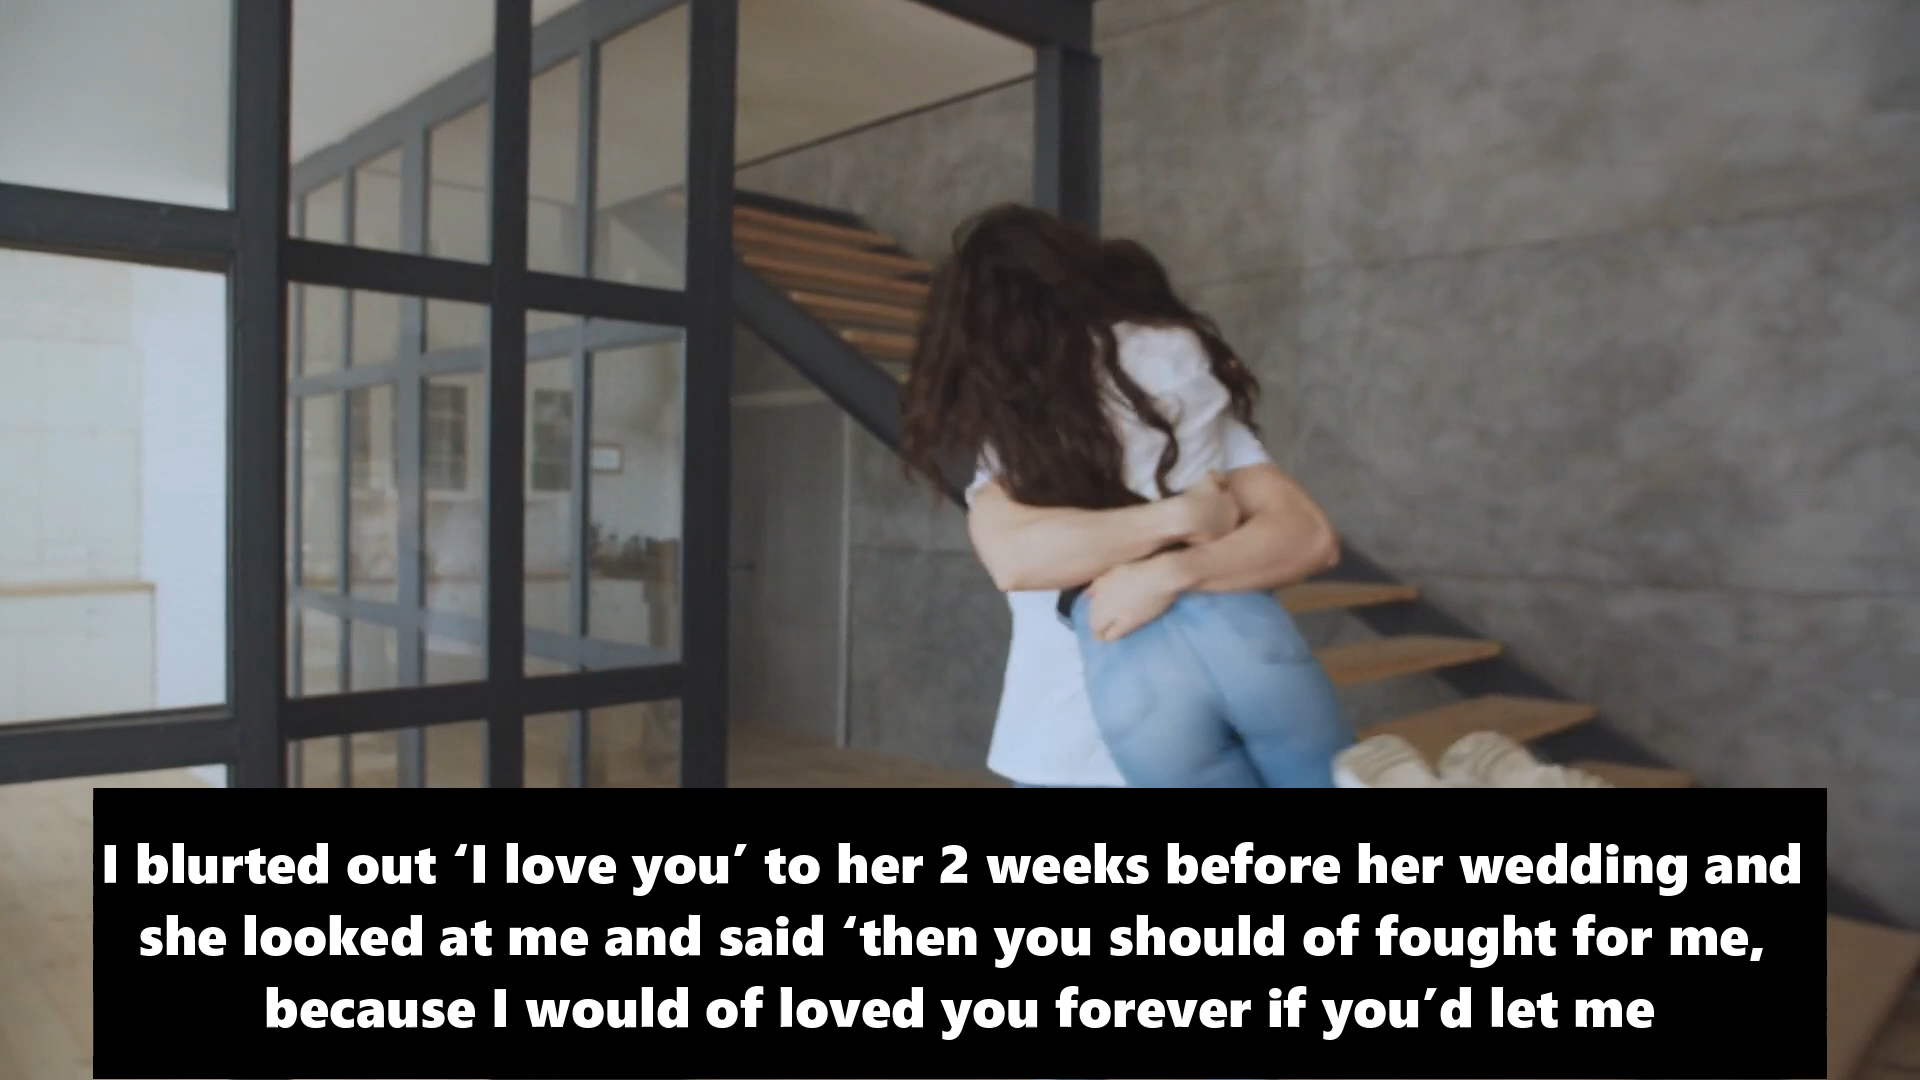 I blurted out ‘I love you’ to her 2 weeks before her wedding and
she looked at me and said ‘then you should of fought for me,
because I would of loved you forever if you’d let me